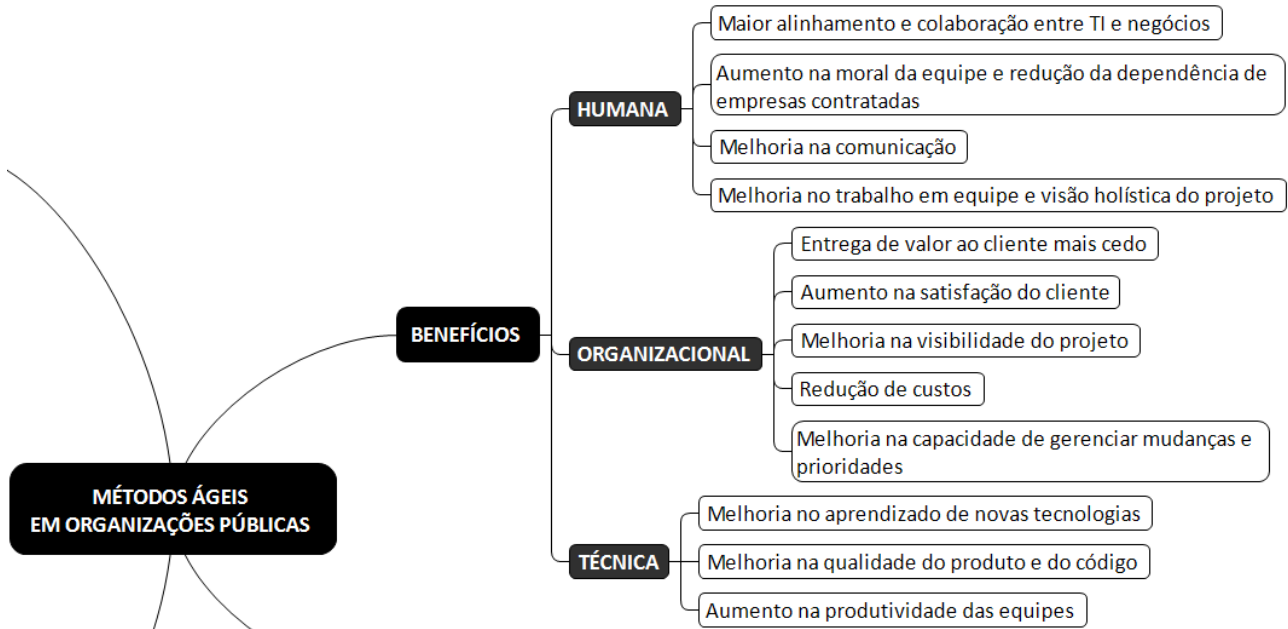 MÉTODOS ÁGEIS
EM ORGANIZAÇÕES PÚBLICAS
BENEFÍCIOS
HUMANA
Maior alinhamento e colaboração entre TI e negócios
Aumento na moral da equipe e redução da dependência de
empresas contratadas
Melhoria na comunicação
Melhoria no trabalho em equipe e visão holística do projeto
ORGANIZACIONAL
Entrega de valor ao cliente mais cedo
Aumento na satisfação do cliente
Melhoria na visibilidade do projeto
Redução de custos
Melhoria na capacidade de gerenciar mudanças e
prioridades
TÉCNICA
Melhoria no aprendizado de novas tecnologias
Melhoria na qualidade do produto e do código
Aumento na produtividade das equipes